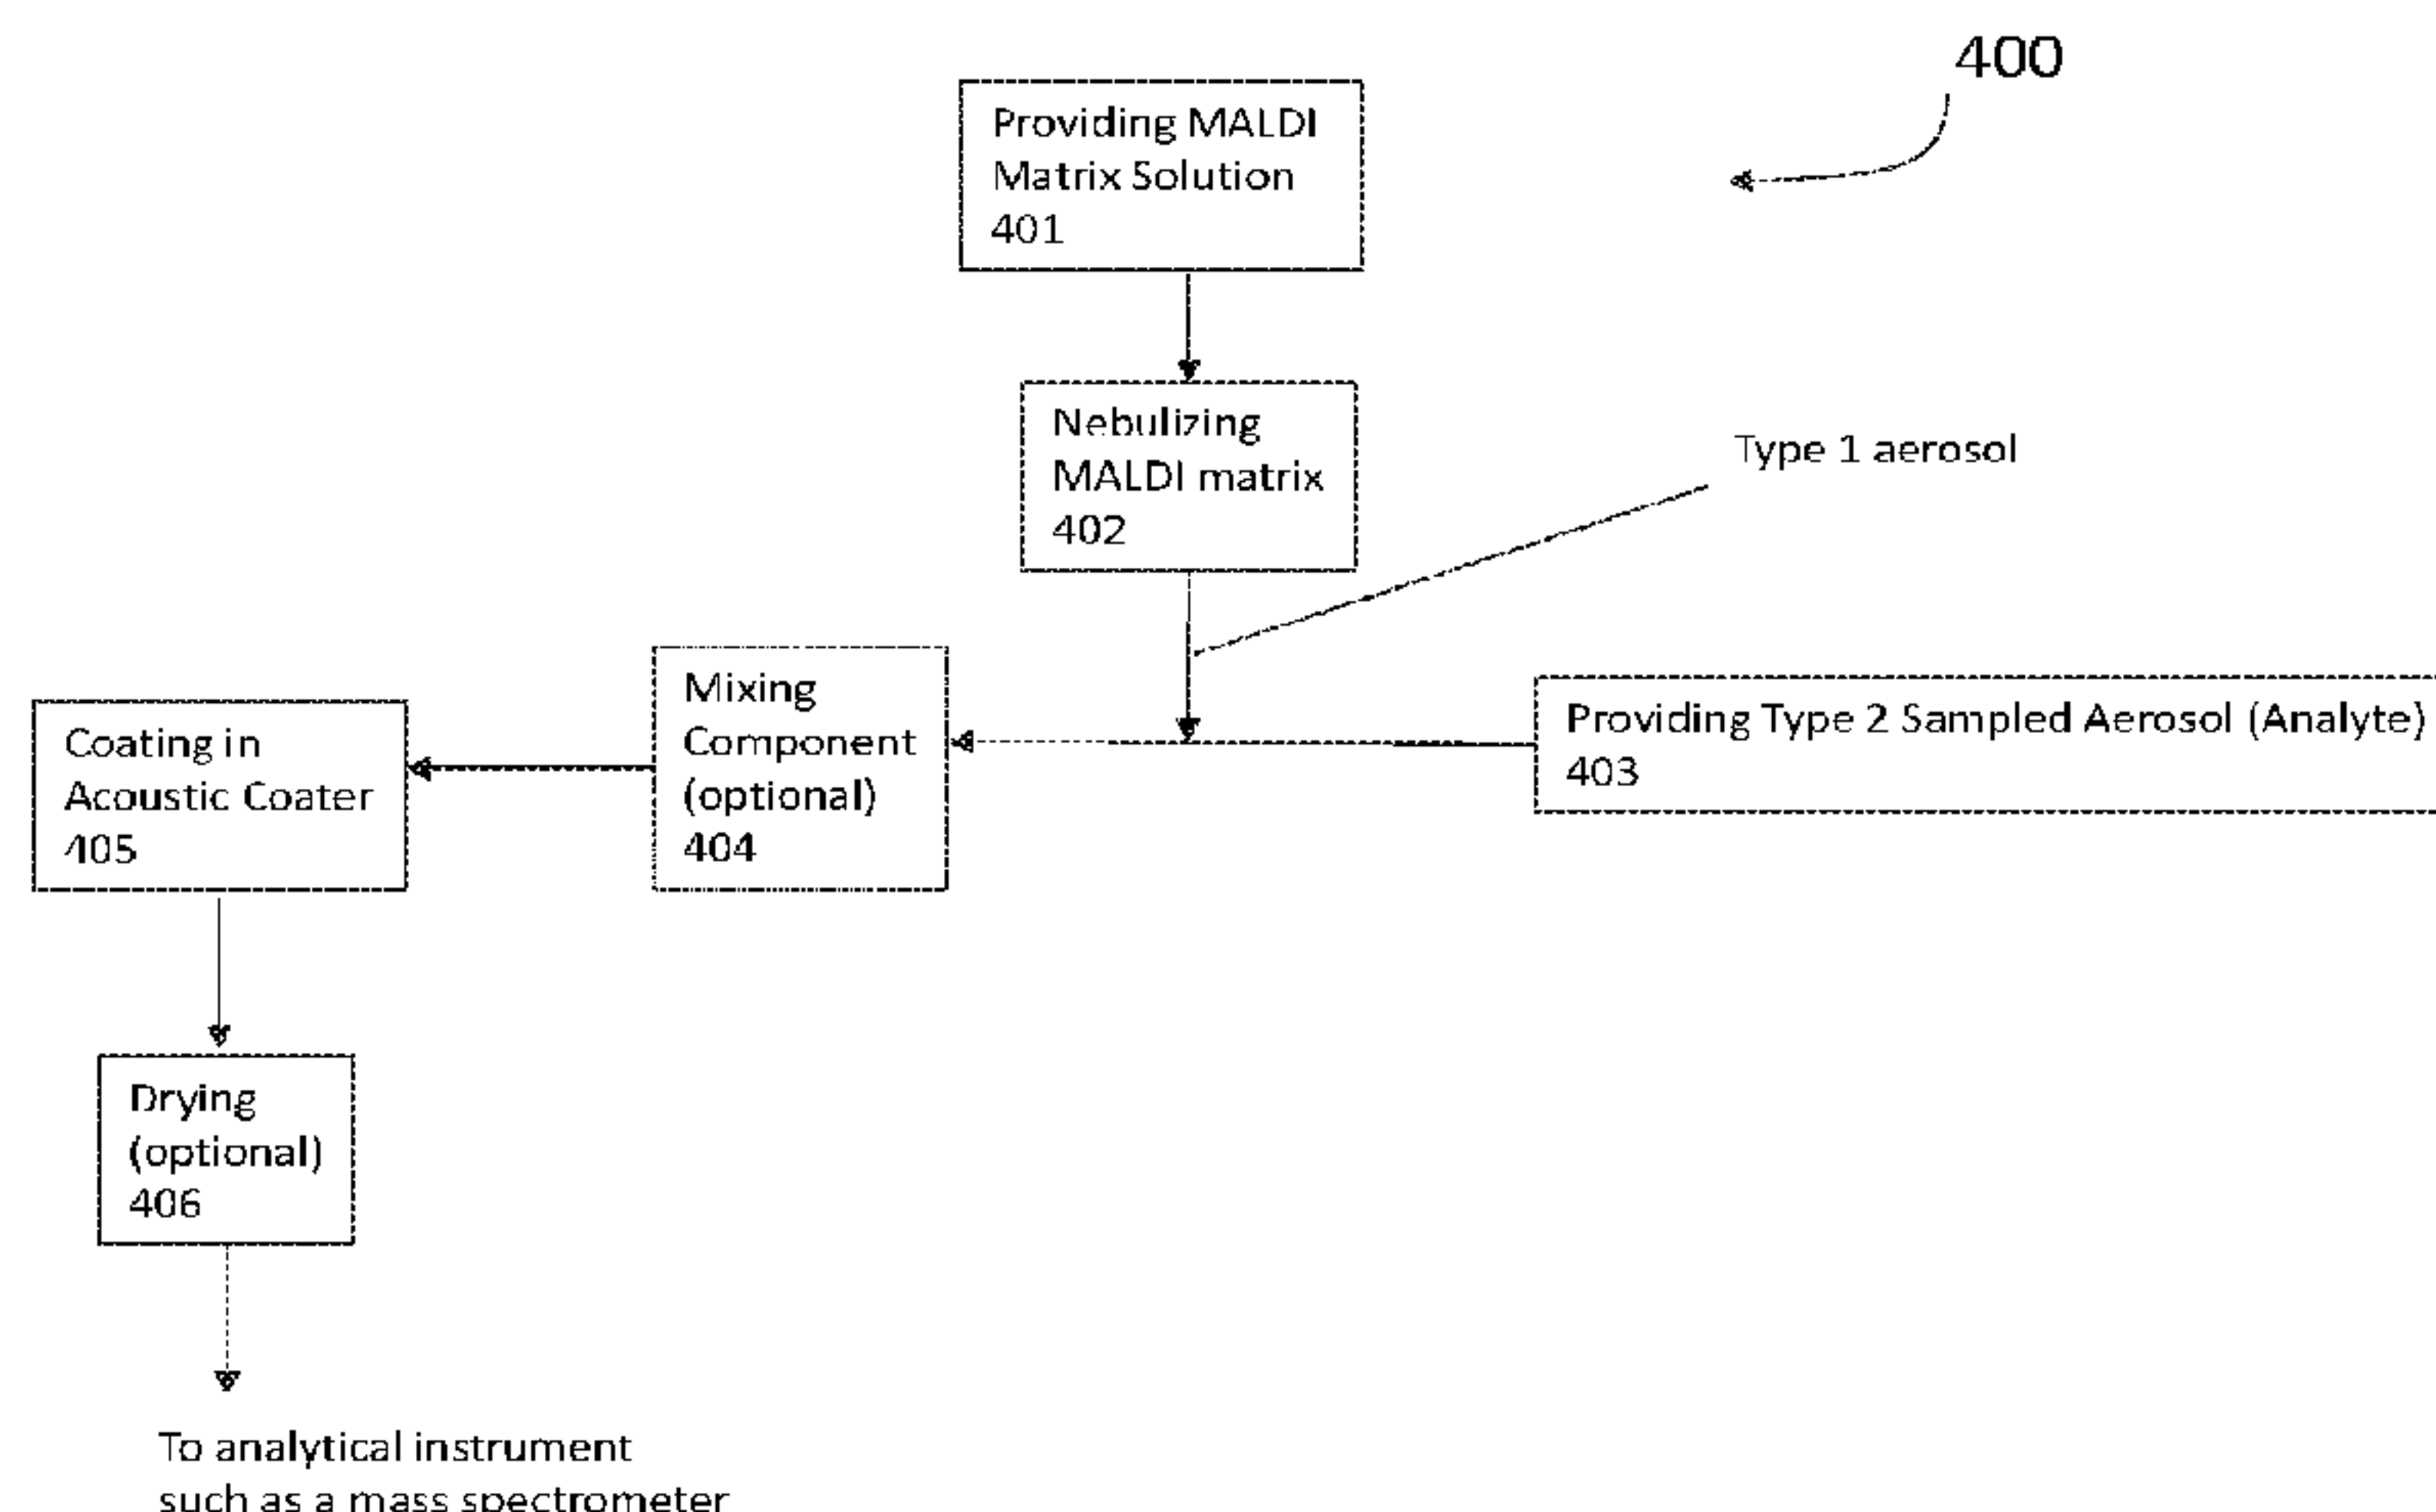 400
Providing MALDI
Matrix Solution
401
Nebulizing
MALDI matrix
402
Type 1 aerosol
Providing Type 2 Sampled Aerosol (Analyte)
403
Mixing
Component
(optional)
404
Coating in
Acoustic Coater
405
Drying
(optional)
406
To analytical instrument
such as a mass spectrometer